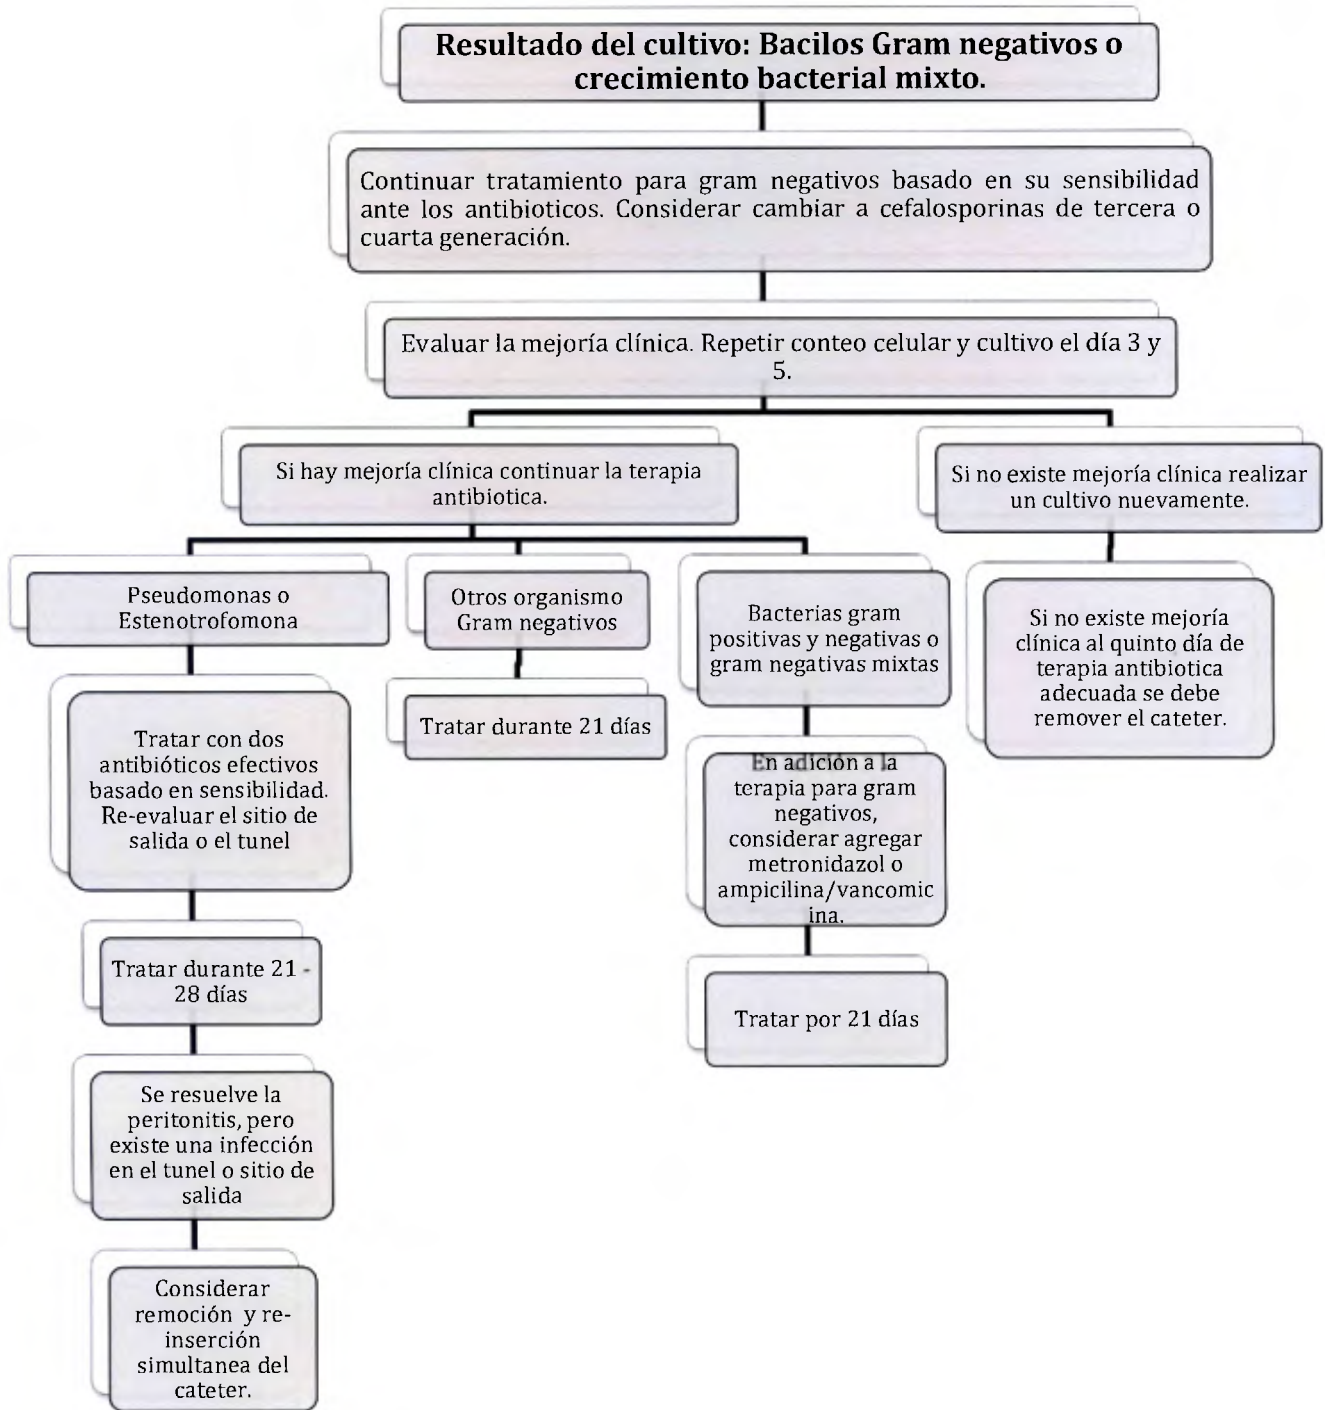 Resultado del cultivo: Bacilos Gram negativos o
crecimiento bacterial mixto.
Continuar tratamiento para gram negativos basado en su sensibilidad
ante los antibioticos. Considerar cambiar a cefalosporinas de tercera o
cuarta generación.
Evaluar la mejoría clínica. Repetir conteo celular y cultivo el día 3 y
5.
Si hay mejoría clínica continuar la terapia
antibiotica.
Si no existe mejoría clínica realizar
un cultivo nuevamente.
Pseudomonas o
Estenotrofomona
Otros organismo
Gram negativos
Bacterias gram
positivas y negativas o
gram negativas mixtas
Si no existe mejoría
clínica al quinto día de
terapia antibiotica
adecuada se debe
remover el cateter.
Tratar con dos
antibióticos efectivos
basado en sensibilidad.
Re-evaluar el sitio de
salida o el tunel
Tratar durante 21 días
En adición a la
terapia para gram
negativos,
considerar agregar
metronidazol o
ampicilina/vancomic
ina.
Tratar durante 21 -
28 días
Tratar por 21 días
Se resuelve la
peritonitis, pero
existe una infección
en el tunel o sitio de
salida
Considerar
remoción y re-
inserción
simultanea del
cateter.